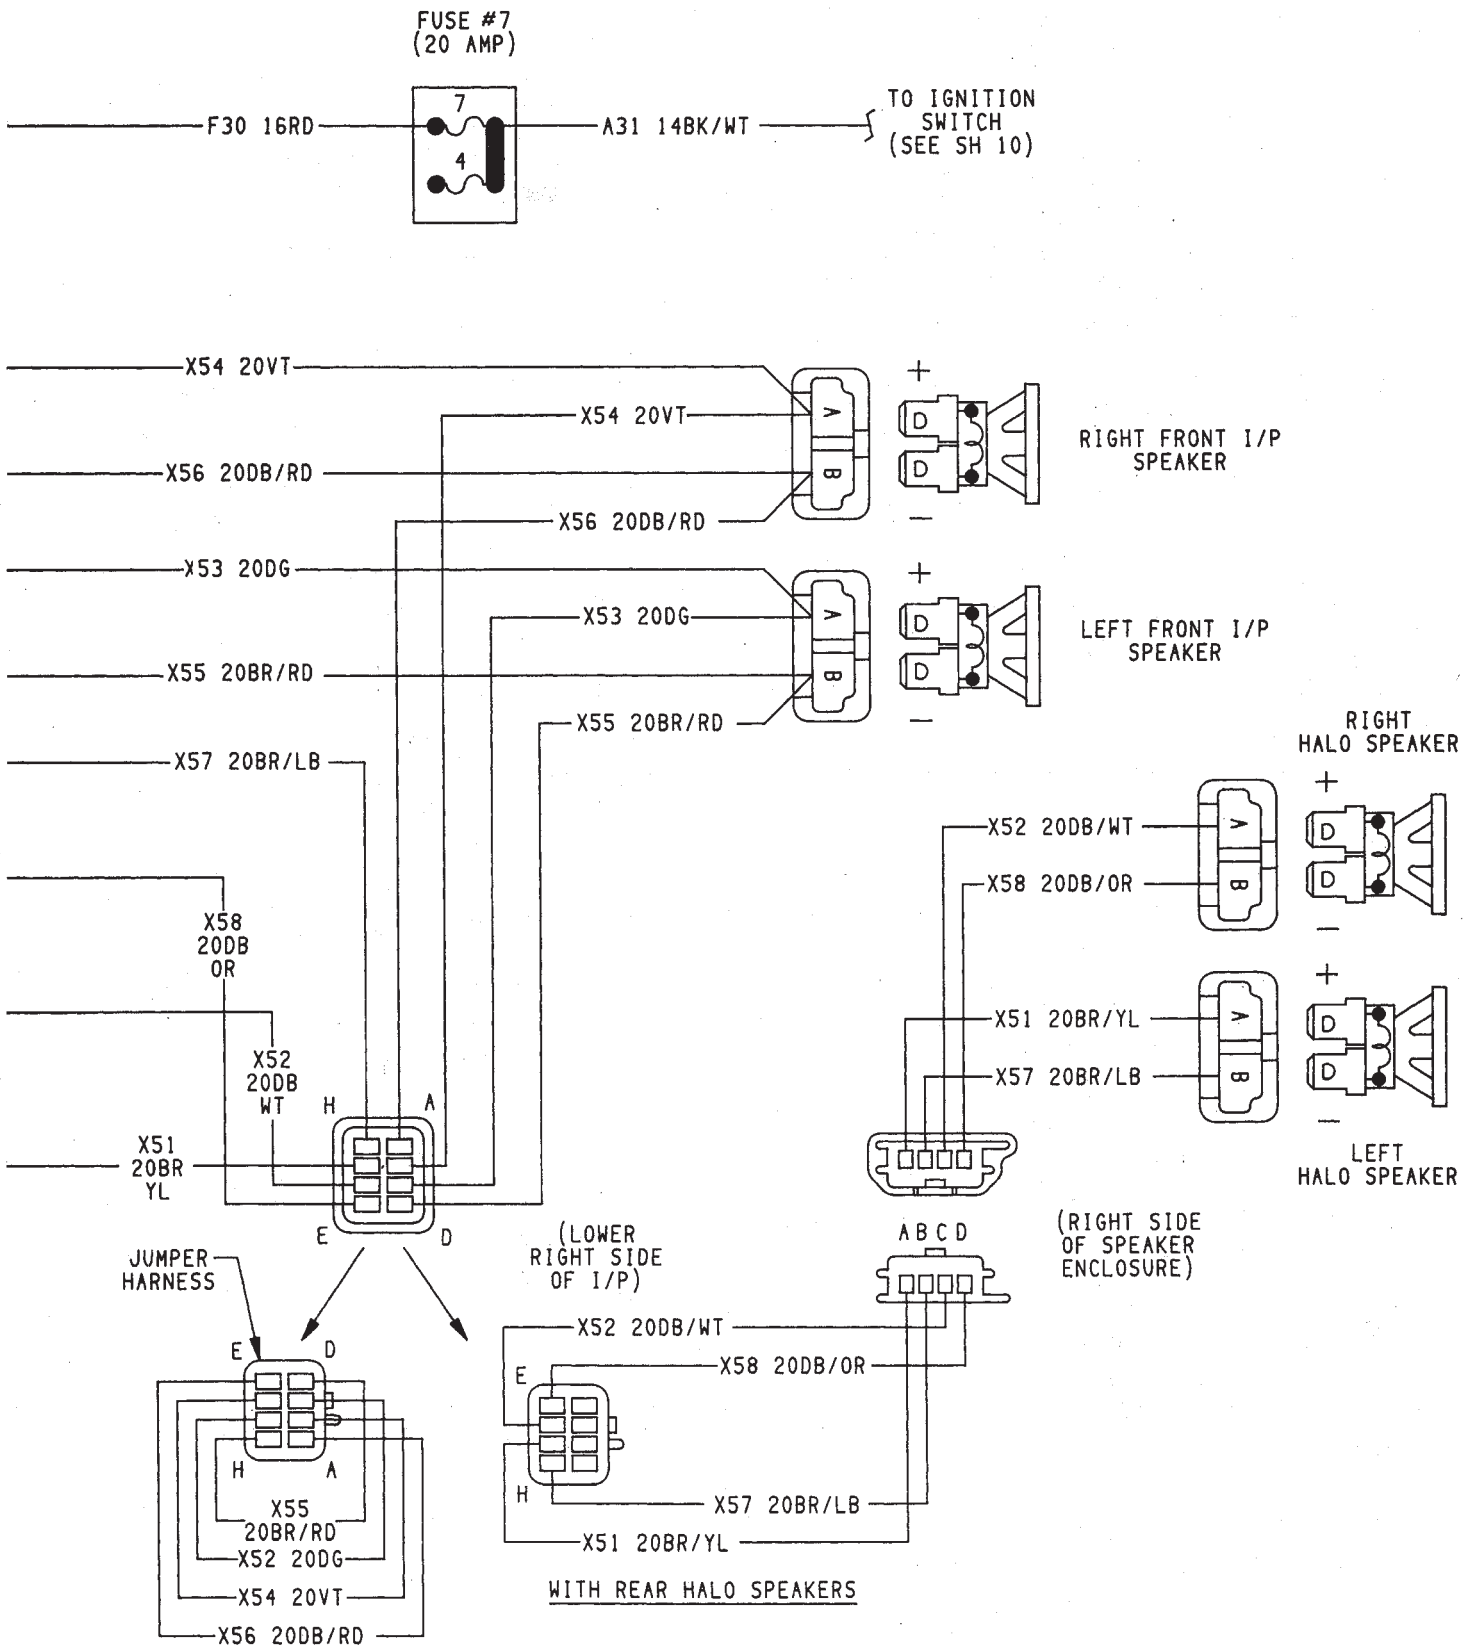 FUSE #7
(20 AMP)
7
F30 16RD
A31 14BK/WT
TO IGNITION
SWITCH
(SEE SH 10)
4
X54 20VT
+
A
D
X54 20VT
RIGHT FRONT I/P
SPEAKER
X56 20DB/RD
B
D
X56 20DB/RD
−
X53 20DG
+
A
D
X53 20DG
LEFT FRONT I/P
SPEAKER
X55 20BR/RD
B
D
X55 20BR/RD
−
RIGHT
HALO SPEAKER
X57 20BR/LB
+
X52 20DB/WT
A
D
X58 20DB/OR
B
D
−
X58
20DB
OR
+
X51 20BR/YL
A
D
X57 20BR/LB
B
D
−
X52
20DB
WT
H
A
X51
20BR
YL
LEFT
HALO SPEAKER
E
D
(LOWER
RIGHT SIDE
OF I/P)
A B C D
(RIGHT SIDE
OF SPEAKER
ENCLOSURE)
JUMPER
HARNESS
X52 20DB/WT
E
D
X58 20DB/OR
E
H
A
H
X57 20BR/LB
X55
20BR/RD
X51 20BR/YL
X52 20DG
WITH REAR HALO SPEAKERS
X54 20VT
X56 20DB/RD